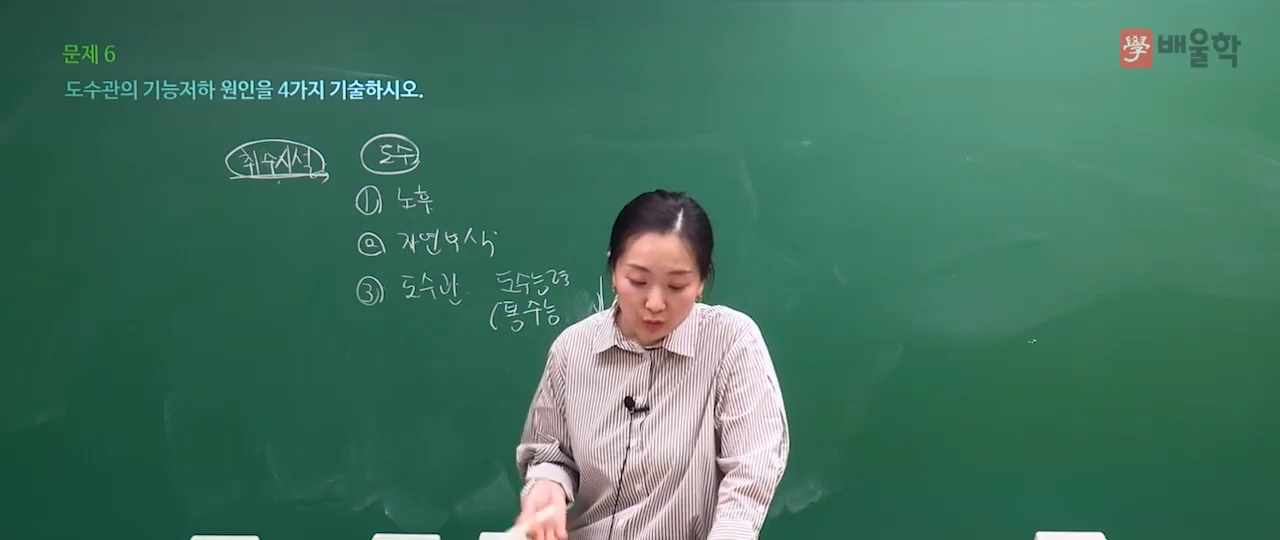 문제 6
學 배울학
도수관의 기능저하 원인을 4가지 기술하시오.
취수시설 도수
① 노후
② 자연부식
③ 도수관 도수능력 ↓
(통수능